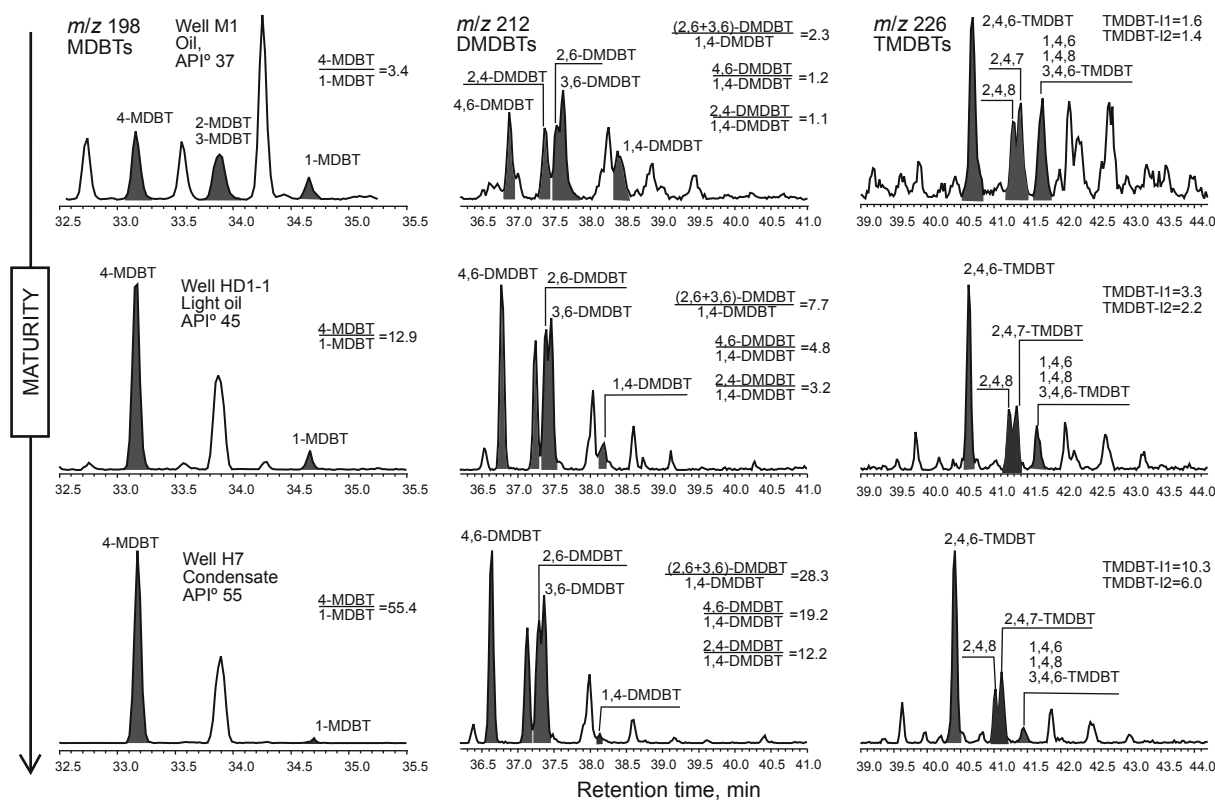 MATURITY
m/z 198
MDBTs
Well M1
Oil,
APIº 37
4-MDBT
1-MDBT
=3.4
4-MDBT
2-MDBT
3-MDBT
1-MDBT
32.5 33.0 33.5 34.0 34.5 35.0 35.5
m/z 212
DMDBTs
(2,6+3,6)-DMDBT
1,4-DMDBT
=2.3
4,6-DMDBT
1,4-DMDBT
=1.2
2,4-DMDBT
1,4-DMDBT
=1.1
2,6-DMDBT
2,4-DMDBT
3,6-DMDBT
4,6-DMDBT
1,4-DMDBT
36.5 37.0 37.5 38.0 38.5 39.0 39.5 40.0 40.5 41.0
m/z 226
TMDBTs
2,4,6-TMDBT
TMDBT-I1=1.6
TMDBT-I2=1.4
2,4,7
2,4,8
1,4,6
1,4,8
3,4,6-TMDBT
39.0 39.5 40.0 40.5 41.0 41.5 42.0 42.5 43.0 43.5 44.0 44.2
4-MDBT
Well HD1-1
Light oil
APIº 45
4-MDBT
1-MDBT
=12.9
1-MDBT
32.5 33.0 33.5 34.0 34.5 35.0 35.5
4,6-DMDBT
2,6-DMDBT
3,6-DMDBT
(2,6+3,6)-DMDBT
1,4-DMDBT
=7.7
4,6-DMDBT
1,4-DMDBT
=4.8
2,4-DMDBT
1,4-DMDBT
=3.2
1,4-DMDBT
36.5 37.0 37.5 38.0 38.5 39.0 39.5 40.0 40.5 41.0
2,4,6-TMDBT
TMDBT-I1=3.3
TMDBT-I2=2.2
2,4,7-TMDBT
2,4,8
1,4,6
1,4,8
3,4,6-TMDBT
39.0 40.0 40.5 41.0 41.5 42.0 42.5 43.0 43.5 44.2
4-MDBT
Well H7
Condensate
APIº 55
4-MDBT
1-MDBT
=55.4
1-MDBT
32.5 33.0 33.5 34.0 34.5 35.0 35.5
4,6-DMDBT
2,6-DMDBT
3,6-DMDBT
(2,6+3,6)-DMDBT
1,4-DMDBT
=28.3
4,6-DMDBT
1,4-DMDBT
=19.2
2,4-DMDBT
1,4-DMDBT
=12.2
1,4-DMDBT
36.5 37.0 37.5 38.0 38.5 39.0 39.5 40.0 40.5 41.0
2,4,6-TMDBT
TMDBT-I1=10.3
TMDBT-I2=6.0
2,4,7-TMDBT
2,4,8
1,4,6
1,4,8
3,4,6-TMDBT
39.0 39.5 40.0 40.5 41.0 41.5 42.0 42.5 43.0 43.5 44.2
Retention time, min